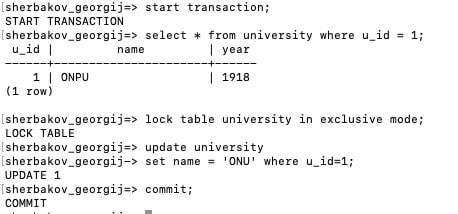 [sherbakov_georgij=> start transaction;
START TRANSACTION
[sherbakov_georgij=> select * from university where u_id = 1;
 u_id |         name         | year
------+----------------------+------
    1 | ONPU                 | 1918
(1 row)

[sherbakov_georgij=> lock table university in exclusive mode;
LOCK TABLE
[sherbakov_georgij=> update university
[sherbakov_georgij-> set name = 'ONU' where u_id=1;
UPDATE 1
[sherbakov_georgij=> commit;
COMMIT